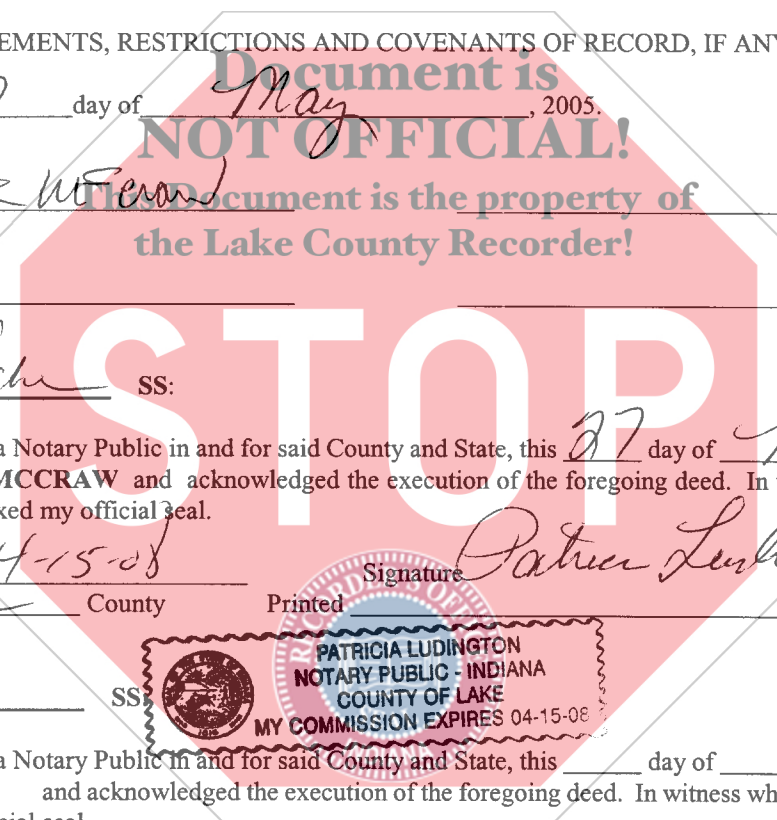 EMENTS, RESTRICTIONS AND COVENANTS OF RECORD, IF ANY
Document is
day of May, 2005.
NOT OFFICIAL!
This Document is the property of
the Lake County Recorder!
STOP
SS:
a Notary Public in and for said County and State, this 27 day of
MCCRAW and acknowledged the execution of the foregoing deed. In
xed my official seal.
4-15-08
Signature Patricia
County Printed
RECORDER'S OFFICE
PATRICIA LUDINGTON
NOTARY PUBLIC - INDIANA
COUNTY OF LAKE
SS
MY COMMISSION EXPIRES 04-15-08
a Notary Public in and for said County and State, this day of
and acknowledged the execution of the foregoing deed. In witness wh
cial seal